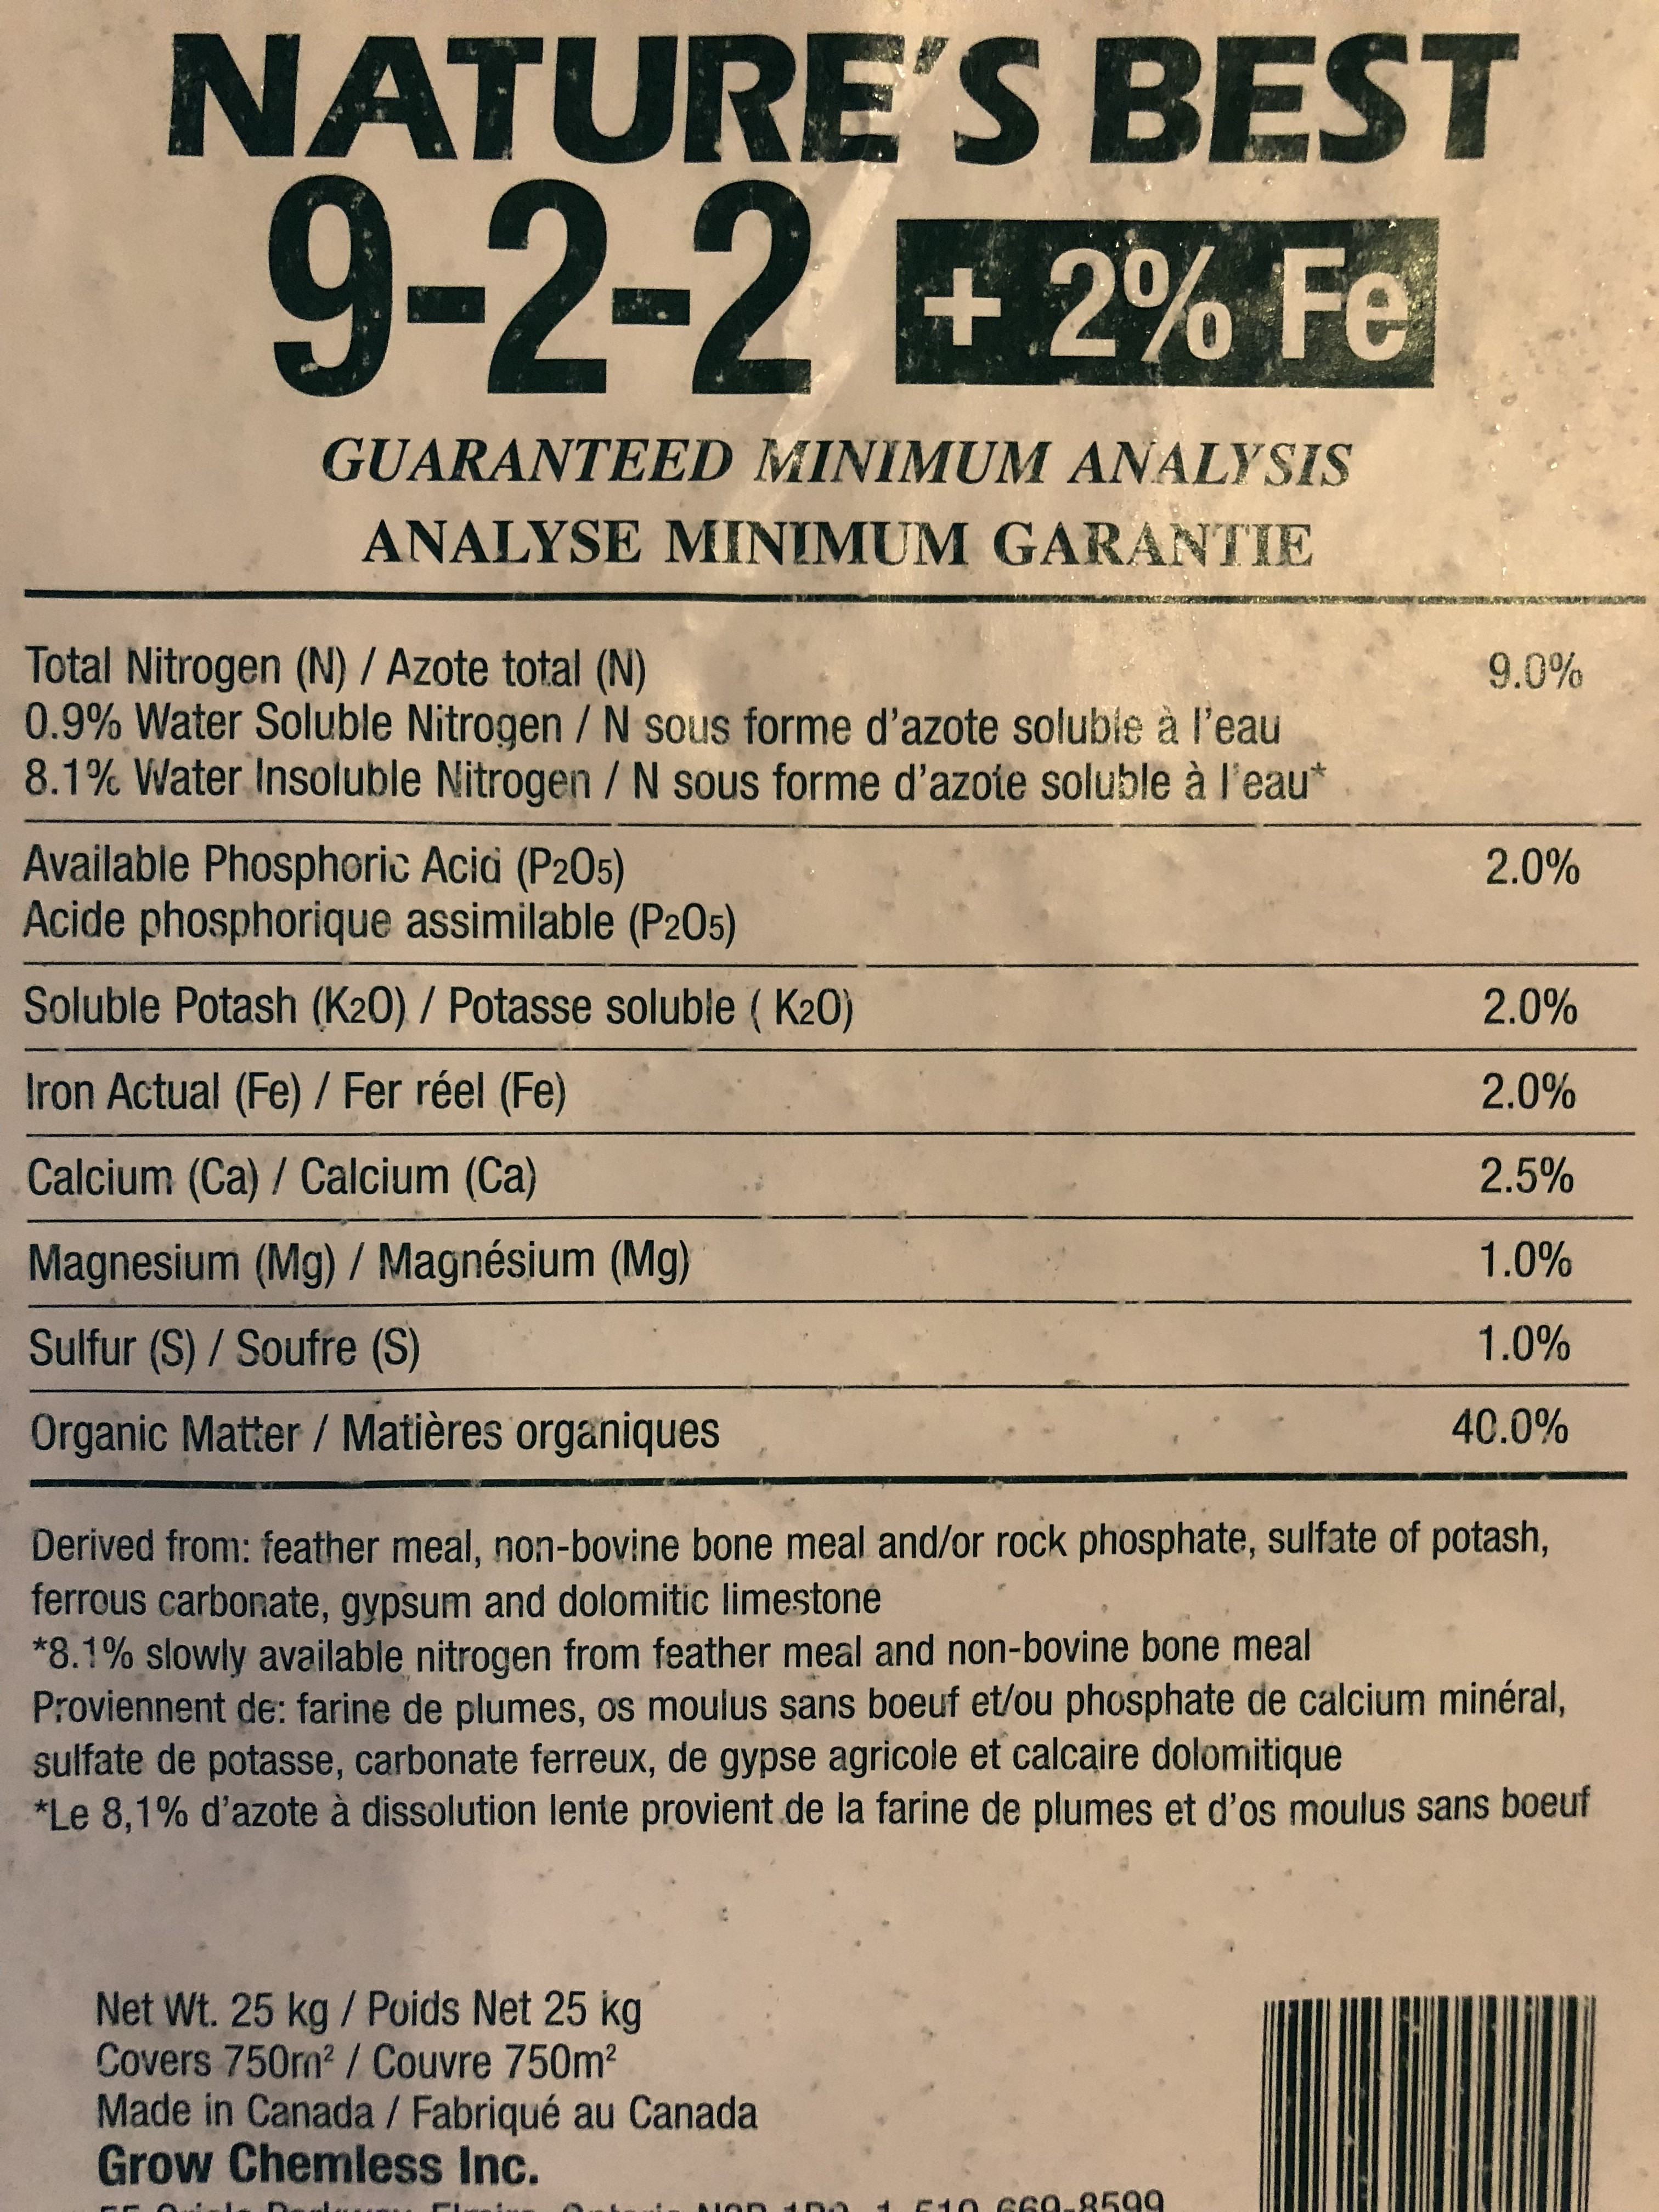 NATURE'S BEST
9-2-2 + 2% Fe
GUARANTEED MINIMUM ANALYSIS
ANALYSE MINIMUM GARANTIE
Total Nitrogen (N) / Azote total (N) 9.0%
0.9% Water Soluble Nitrogen / N sous forme d'azote soluble à l'eau
8.1% Water Insoluble Nitrogen / N sous forme d'azote soluble à l'eau*
Available Phosphoric Acid (P2O5) 2.0%
Acide phosphorique assimilable (P2O5)
Soluble Potash (K2O) / Potasse soluble ( K2O) 2.0%
Iron Actual (Fe) / Fer réel (Fe) 2.0%
Calcium (Ca) / Calcium (Ca) 2.5%
Magnesium (Mg) / Magnésium (Mg) 1.0%
Sulfur (S) / Soufre (S) 1.0%
Organic Matter / Matières organiques 40.0%
Derived from: feather meal, non-bovine bone meal and/or rock phosphate, sulfate of potash,
ferrous carbonate, gypsum and dolomitic limestone
*8.1% slowly available nitrogen from feather meal and non-bovine bone meal
Proviennent de: farine de plumes, os moulus sans boeuf et/ou phosphate de calcium minéral,
sulfate de potasse, carbonate ferreux, de gypse agricole et calcaire dolomitique
*Le 8,1% d'azote à dissolution lente provient de la farine de plumes et d'os moulus sans boeuf
Net Wt. 25 kg / Poids Net 25 kg
Covers 750m² / Couvre 750m²
Made in Canada / Fabriqué au Canada
Grow Chemless Inc.
55 Oriole Parkway, Elmira, Ontario 1-519-669-8599